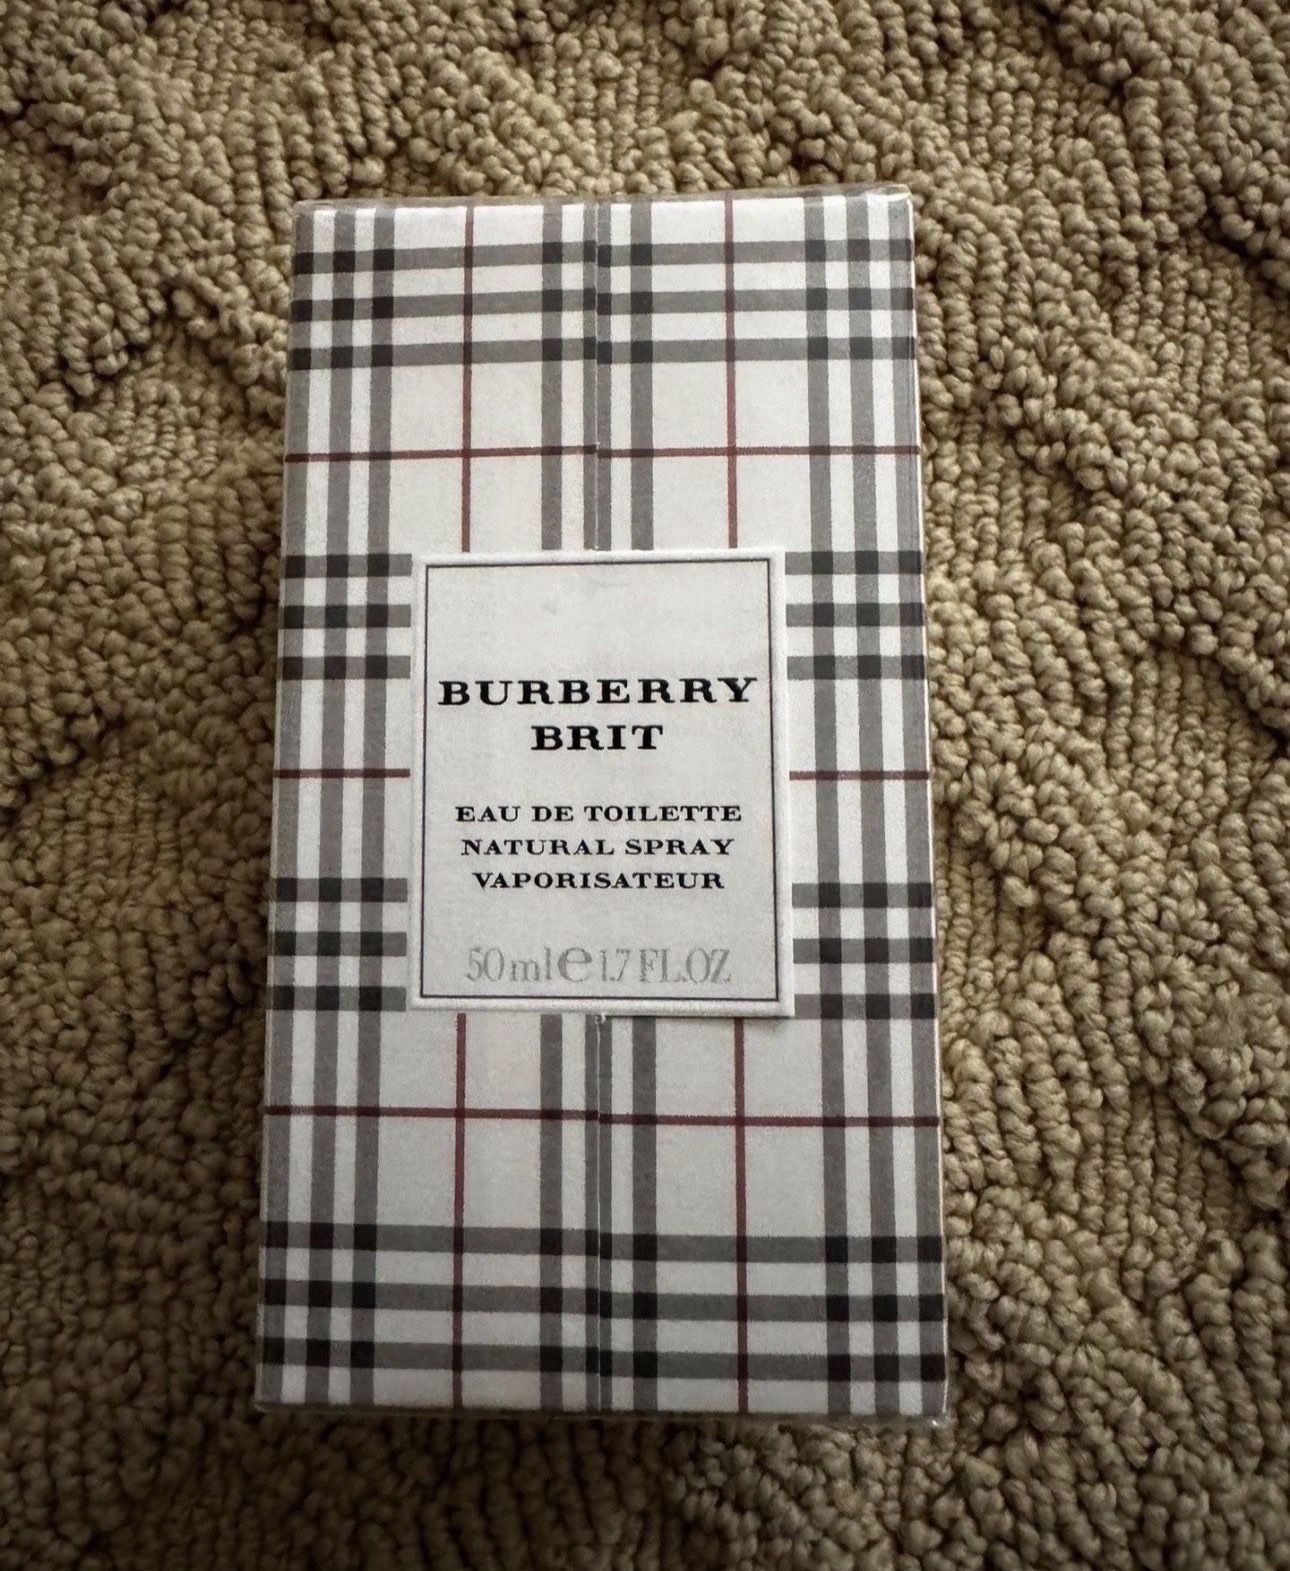 BURBERRY
BRIT
EAU DE TOILETTE
NATURAL SPRAY
VAPORISATEUR
50ml℮1.7 FL.OZ